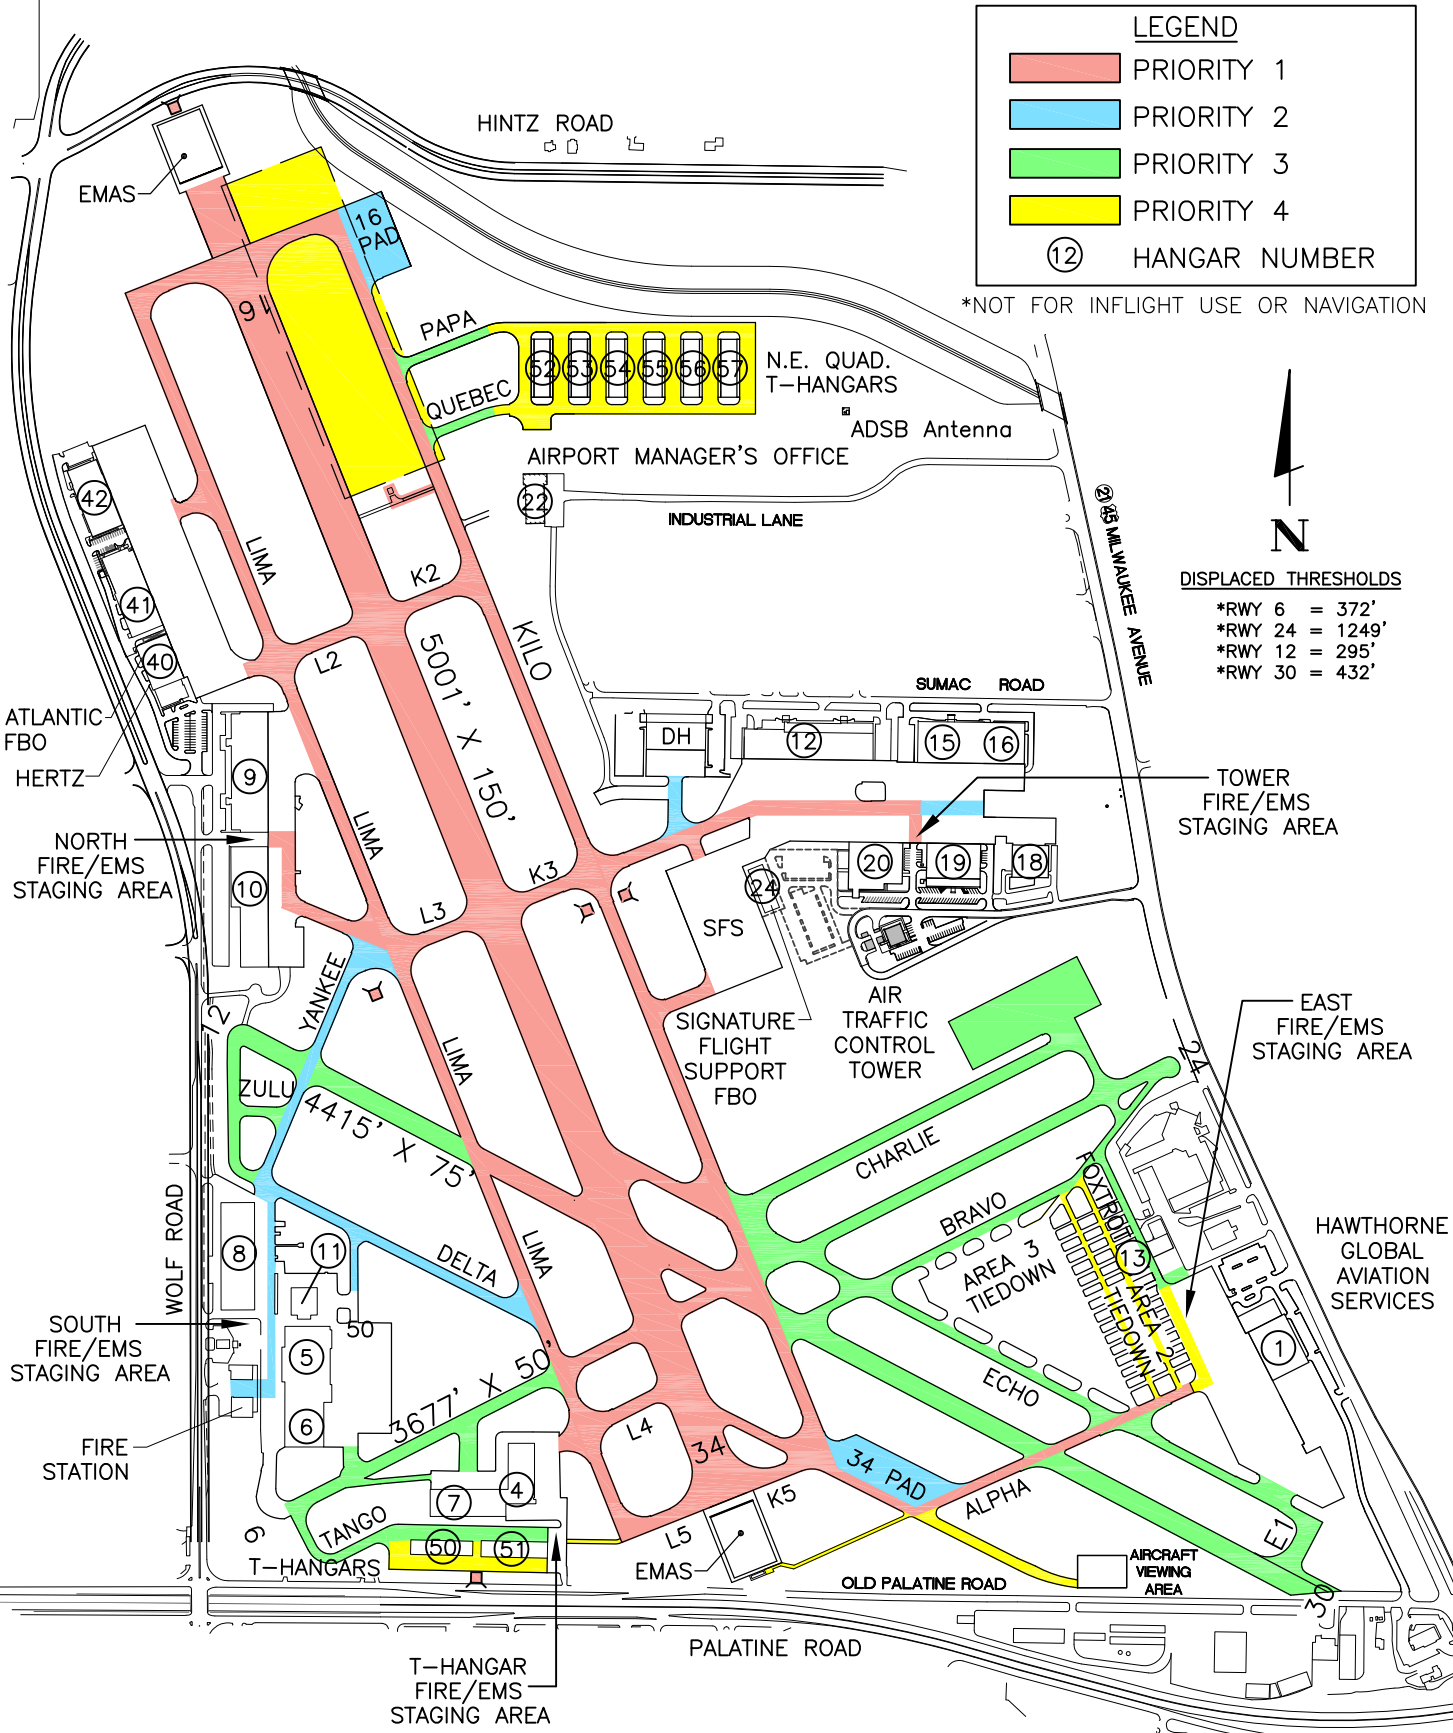 LEGEND
PRIORITY 1
PRIORITY 2
PRIORITY 3
PRIORITY 4
12 HANGAR NUMBER
*NOT FOR INFLIGHT USE OR NAVIGATION
HINTZ ROAD
EMAS
16
PAD
16
PAPA
QUEBEC
52 53 54 55 56 57
N.E. QUAD.
T-HANGARS
ADSB Antenna
AIRPORT MANAGER'S OFFICE
22
INDUSTRIAL LANE
21 45 MILWAUKEE AVENUE
N
DISPLACED THRESHOLDS
*RWY 6 = 372'
*RWY 24 = 1249'
*RWY 12 = 295'
*RWY 30 = 432'
42
41
40
LIMA
K2
KILO
L2
5001' X 150'
ATLANTIC
FBO
HERTZ
SUMAC ROAD
DH
12
15
16
9
TOWER
FIRE/EMS
STAGING AREA
NORTH
FIRE/EMS
STAGING AREA
LIMA
10
K3
L3
20
19
18
24
SFS
YANKEE
12
SIGNATURE
FLIGHT
SUPPORT
FBO
AIR
TRAFFIC
CONTROL
TOWER
EAST
FIRE/EMS
STAGING AREA
24
LIMA
ZULU
4415' X 75'
CHARLIE
BRAVO
FOXTROT
WOLF ROAD
8
11
DELTA
LIMA
AREA 3
TIEDOWN
13
AREA 2
TIEDOWN
HAWTHORNE
GLOBAL
AVIATION
SERVICES
1
SOUTH
FIRE/EMS
STAGING AREA
50
5
6
3677' X 50'
ECHO
FIRE
STATION
L4
34
34 PAD
ALPHA
K5
L5
E1
7
4
6
TANGO
50
51
T-HANGARS
EMAS
OLD PALATINE ROAD
AIRCRAFT
VIEWING
AREA
30
PALATINE ROAD
T-HANGAR
FIRE/EMS
STAGING AREA